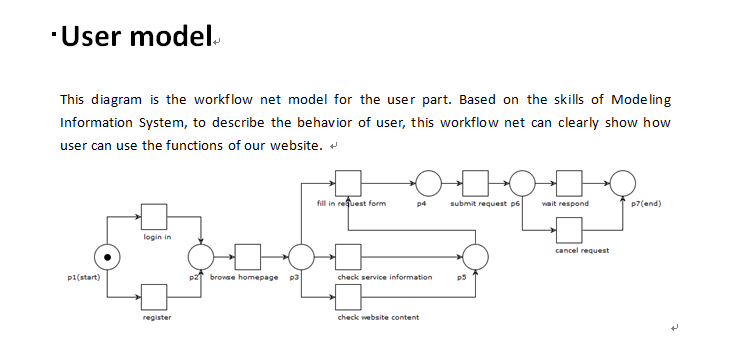 ·User model
This diagram is the workflow net model for the user part. Based on the skills of Modeling
Information System, to describe the behavior of user, this workflow net can clearly show how
user can use the functions of our website.
fill in request form p4 submit request p6 wait respond p7(end)
login in
cancel request
p1(start) p2 browse homepage p3 check service information p5
register check website content